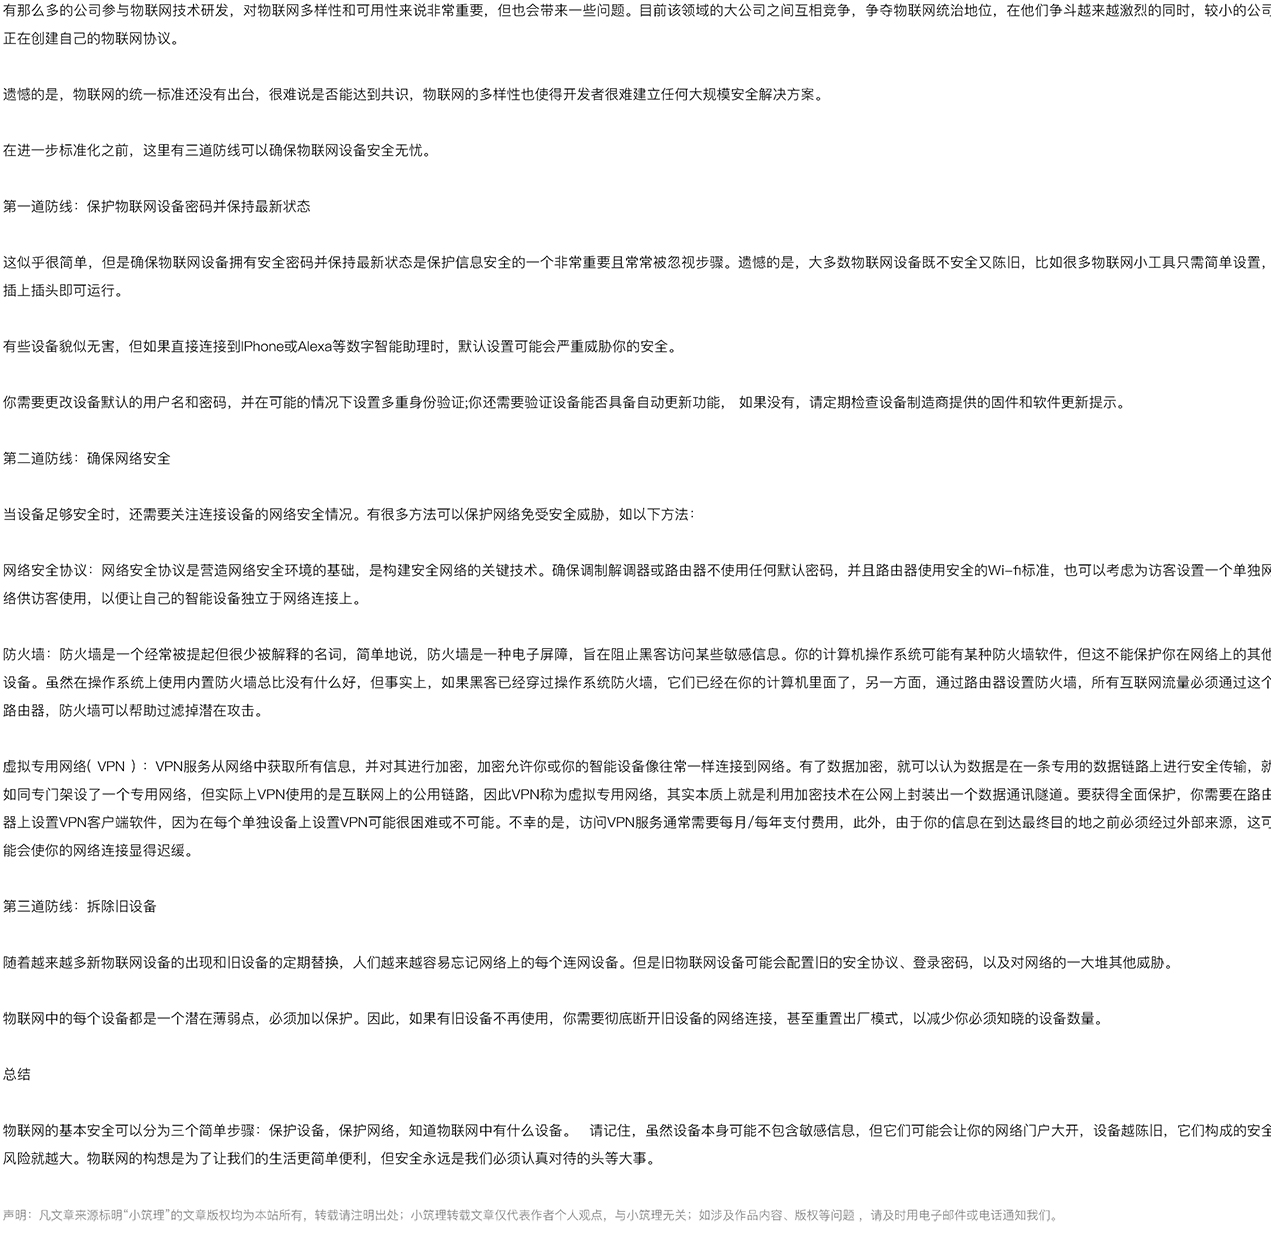 有那么多的公司参与物联网技术研发，对物联网多样性和可用性来说非常重要，但也会带来一些问题。目前该领域的大公司之间互相竞争，争夺物联网统治地位，在他们争斗越来越激烈的同时，较小的公司
正在创建自己的物联网协议。
遗憾的是，物联网的统一标准还没有出台，很难说是否能达到共识，物联网的多样性也使得开发者很难建立任何大规模安全解决方案。
在进一步标准化之前，这里有三道防线可以确保物联网设备安全无忧。
第一道防线：保护物联网设备密码并保持最新状态
这似乎很简单，但是确保物联网设备拥有安全密码并保持最新状态是保护信息安全的一个非常重要且常常被忽视步骤。遗憾的是，大多数物联网设备既不安全又陈旧，比如很多物联网小工具只需简单设置，
插上插头即可运行。
有些设备貌似无害，但如果直接连接到IPhone或Alexa等数字智能助理时，默认设置可能会严重威胁你的安全。
你需要更改设备默认的用户名和密码，并在可能的情况下设置多重身份验证;你还需要验证设备能否具备自动更新功能， 如果没有，请定期检查设备制造商提供的固件和软件更新提示。
第二道防线：确保网络安全
当设备足够安全时，还需要关注连接设备的网络安全情况。有很多方法可以保护网络免受安全威胁，如以下方法：
网络安全协议：网络安全协议是营造网络安全环境的基础，是构建安全网络的关键技术。确保调制解调器或路由器不使用任何默认密码，并且路由器使用安全的Wi-fi标准，也可以考虑为访客设置一个单独网
络供访客使用，以便让自己的智能设备独立于网络连接上。
防火墙：防火墙是一个经常被提起但很少被解释的名词，简单地说，防火墙是一种电子屏障，旨在阻止黑客访问某些敏感信息。你的计算机操作系统可能有某种防火墙软件，但这不能保护你在网络上的其他
设备。虽然在操作系统上使用内置防火墙总比没有什么好，但事实上，如果黑客已经穿过操作系统防火墙，它们已经在你的计算机里面了，另一方面，通过路由器设置防火墙，所有互联网流量必须通过这个
路由器，防火墙可以帮助过滤掉潜在攻击。
虚拟专用网络( VPN ) ：VPN服务从网络中获取所有信息，并对其进行加密，加密允许你或你的智能设备像往常一样连接到网络。有了数据加密，就可以认为数据是在一条专用的数据链路上进行安全传输，就
如同专门架设了一个专用网络，但实际上VPN使用的是互联网上的公用链路，因此VPN称为虚拟专用网络，其实本质上就是利用加密技术在公网上封装出一个数据通讯隧道。要获得全面保护，你需要在路由
器上设置VPN客户端软件，因为在每个单独设备上设置VPN可能很困难或不可能。不幸的是，访问VPN服务通常需要每月/每年支付费用，此外，由于你的信息在到达最终目的地之前必须经过外部来源，这可
能会使你的网络连接显得迟缓。
第三道防线：拆除旧设备
随着越来越多新物联网设备的出现和旧设备的定期替换，人们越来越容易忘记网络上的每个连网设备。但是旧物联网设备可能会配置旧的安全协议、登录密码，以及对网络的一大堆其他威胁。
物联网中的每个设备都是一个潜在薄弱点，必须加以保护。因此，如果有旧设备不再使用，你需要彻底断开旧设备的网络连接，甚至重置出厂模式，以减少你必须知晓的设备数量。
总结
物联网的基本安全可以分为三个简单步骤：保护设备，保护网络，知道物联网中有什么设备。 请记住，虽然设备本身可能不包含敏感信息，但它们可能会让你的网络门户大开，设备越陈旧，它们构成的安全
风险就越大。物联网的构想是为了让我们的生活更简单便利，但安全永远是我们必须认真对待的头等大事。
声明：凡文章来源标明“小筑理”的文章版权均为本站所有，转载请注明出处；小筑理转载文章仅代表作者个人观点，与小筑理无关；如涉及作品内容、版权等问题 ，请及时用电子邮件或电话通知我们。